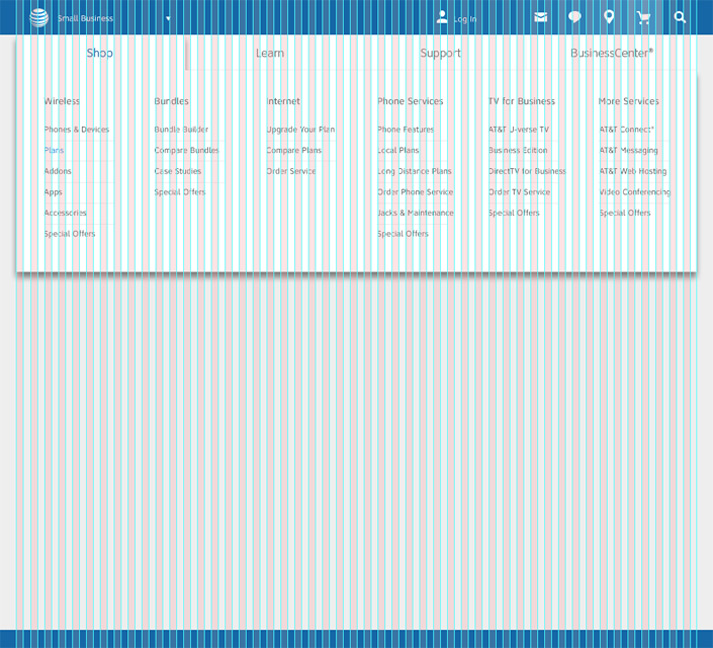 Small Business
Log In
Shop
Learn
Support
BusinessCenter®
Wireless
Phones & Devices
Plans
Addons
Apps
Accessories
Special Offers
Bundles
Bundle Builder
Compare Bundles
Case Studies
Special Offers
Internet
Upgrade Your Plan
Compare Plans
Order Service
Phone Services
Phone Features
Local Plans
Long Distance Plans
Order Phone Service
Jacks & Maintenance
Special Offers
TV for Business
AT&T U-verse TV
Business Edition
DirectTV for Business
Order TV Service
Special Offers
More Services
AT&T Connect®
AT&T Messaging
AT&T Web Hosting
Video Conferencing
Special Offers